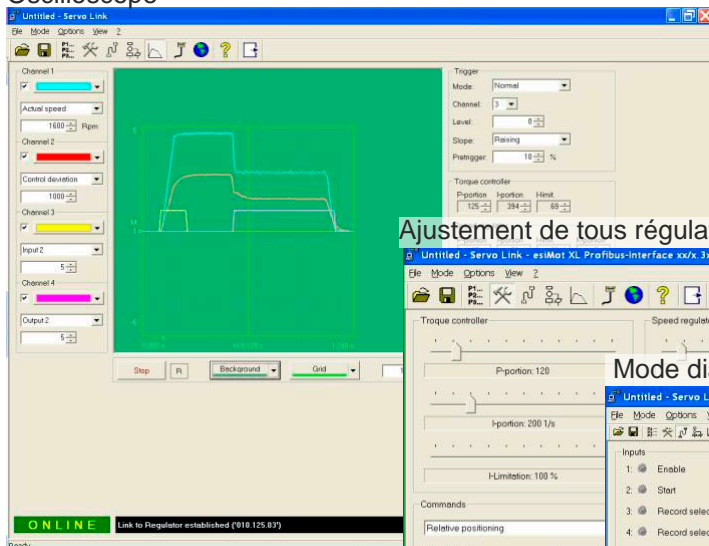 Oscilloscope
Untitled - Servo Link
File Mode Options View 2
Channel 1
Actual speed
1600 Rpm
Channel 2
Control deviation
1000
Channel 3
Input 2
5
Channel 4
Output 2
5
Stop R Background Grid
ONLINE Link to Regulator established ('010.125.03')
Ready
Trigger
Mode: Normal
Channel: 3
Level: 0
Slope: Raising
Pretrigger: 10 %
Torque controller
P-portion I-portion I-limit.
125 394 69
Ajustement de tous régula
Untitled - Servo Link - esiMot XL Profibus-Interface xx/x.3x
File Mode Options View 2
Troque controller
P-portion: 120
I-portion: 200 1/s
I-Limitation: 100 %
Speed regulat
Commands
Relative positioning
Mode di
Untitled - Servo L
File Mode Options
Inputs
1: Enable
2: Start
3: Record selec
4: Record selec